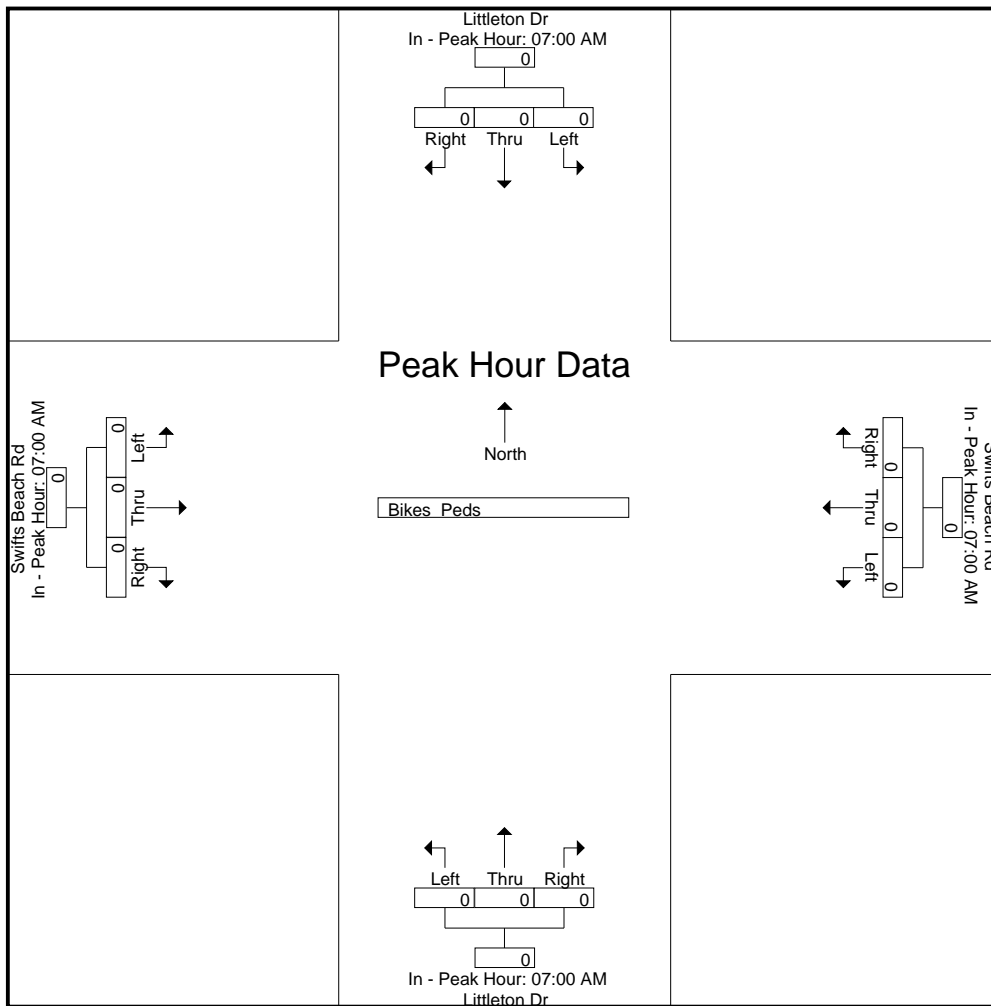 Littleton Dr
In - Peak Hour: 07:00 AM
0
0 0 0
Right Thru Left
Peak Hour Data
North
Bikes Peds
Swifts Beach Rd
In - Peak Hour: 07:00 AM
0
0 0 0
Left Thru Right
Swifts Beach Rd
In - Peak Hour: 07:00 AM
0
0 0 0
Right Thru Left
Left Thru Right
0 0 0
0
In - Peak Hour: 07:00 AM
Littleton Dr